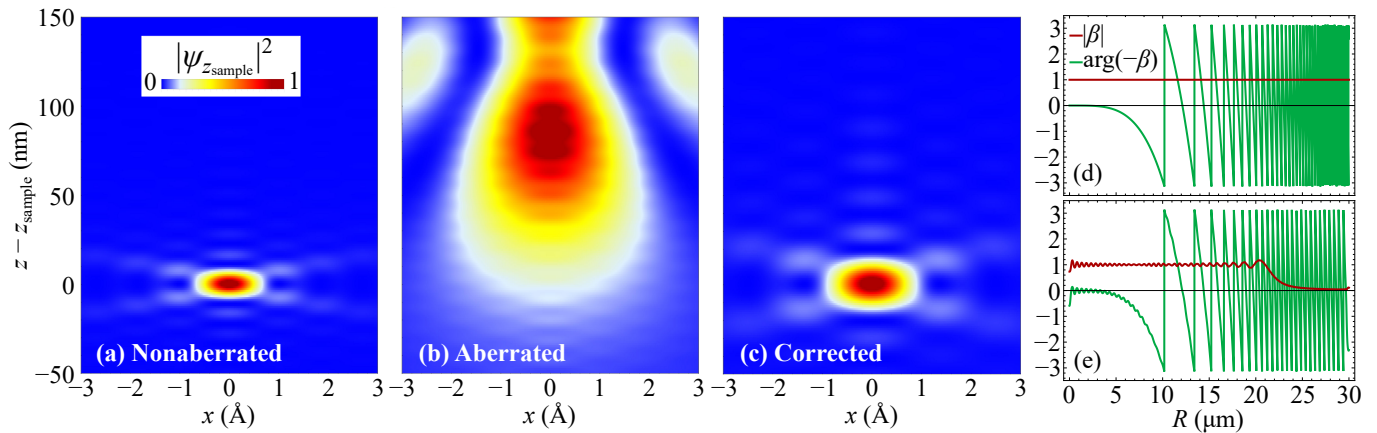 150
100
50
0
−50
z − z_sample (nm)
|ψ_z_sample|²
0 1
(a) Nonaberrated
−3 −2 −1 0 1 2 3
x (Å)
(b) Aberrated
−3 −2 −1 0 1 2 3
x (Å)
(c) Corrected
−3 −2 −1 0 1 2 3
x (Å)
3
2
1
0
−1
−2
−3
|β|
arg(−β)
(d)
3
2
1
0
−1
−2
−3
(e)
0 5 10 15 20 25 30
R (μm)